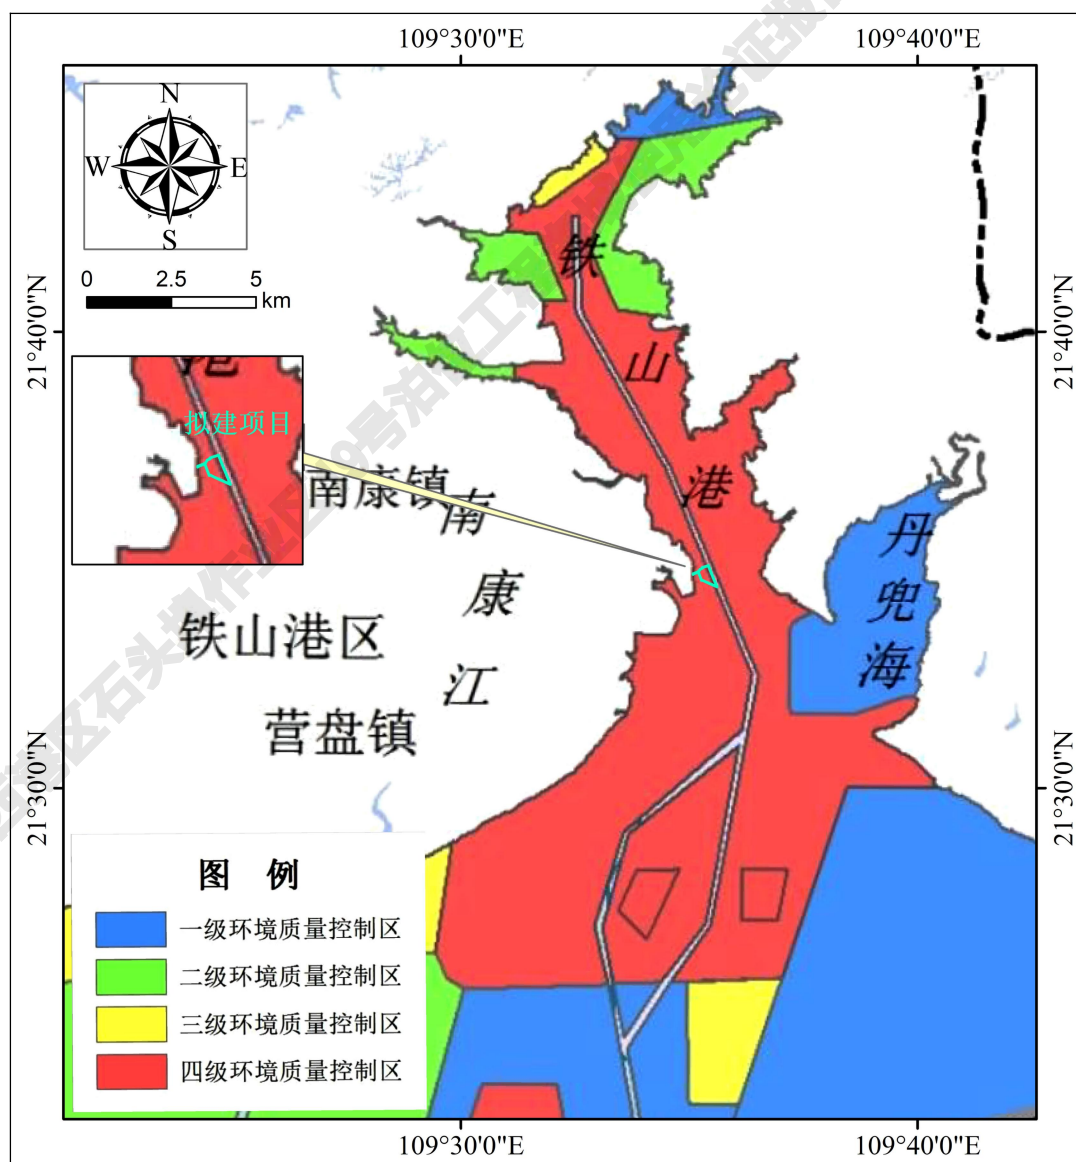 109°30'0"E
109°40'0"E
N
W
E
S
0
2.5
5
km
21°40'0"N
21°40'0"N
铁
山
港
港
拟建项目
南康镇
南
康
江
丹
兜
海
铁山港区
营盘镇
21°30'0"N
21°30'0"N
图 例
一级环境质量控制区
二级环境质量控制区
三级环境质量控制区
四级环境质量控制区
109°30'0"E
109°40'0"E